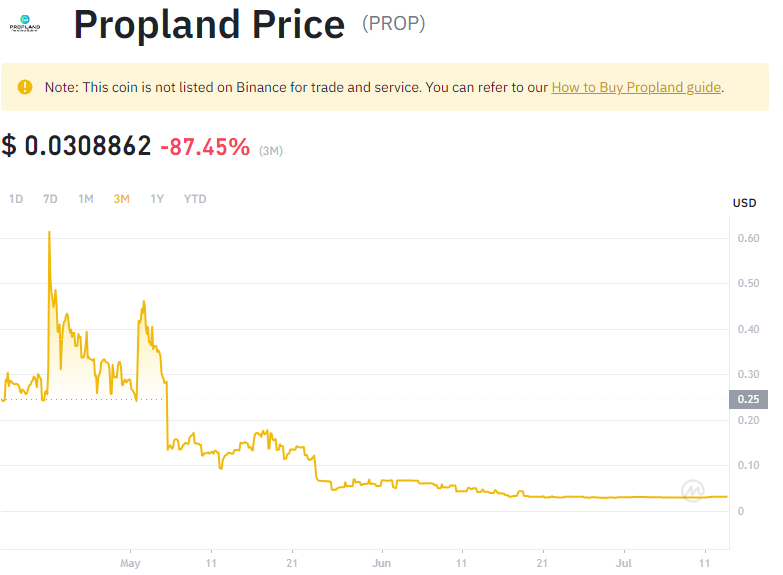 PROPLAND
Propland Price (PROP)
Note: This coin is not listed on Binance for trade and service. You can refer to our How to Buy Propland guide.
$ 0.0308862 -87.45% (3M)
1D 7D 1M 3M 1Y YTD
USD
0.60
0.50
0.40
0.30
0.25
0.20
0.10
0
May 11 21 Jun 11 21 Jul 11